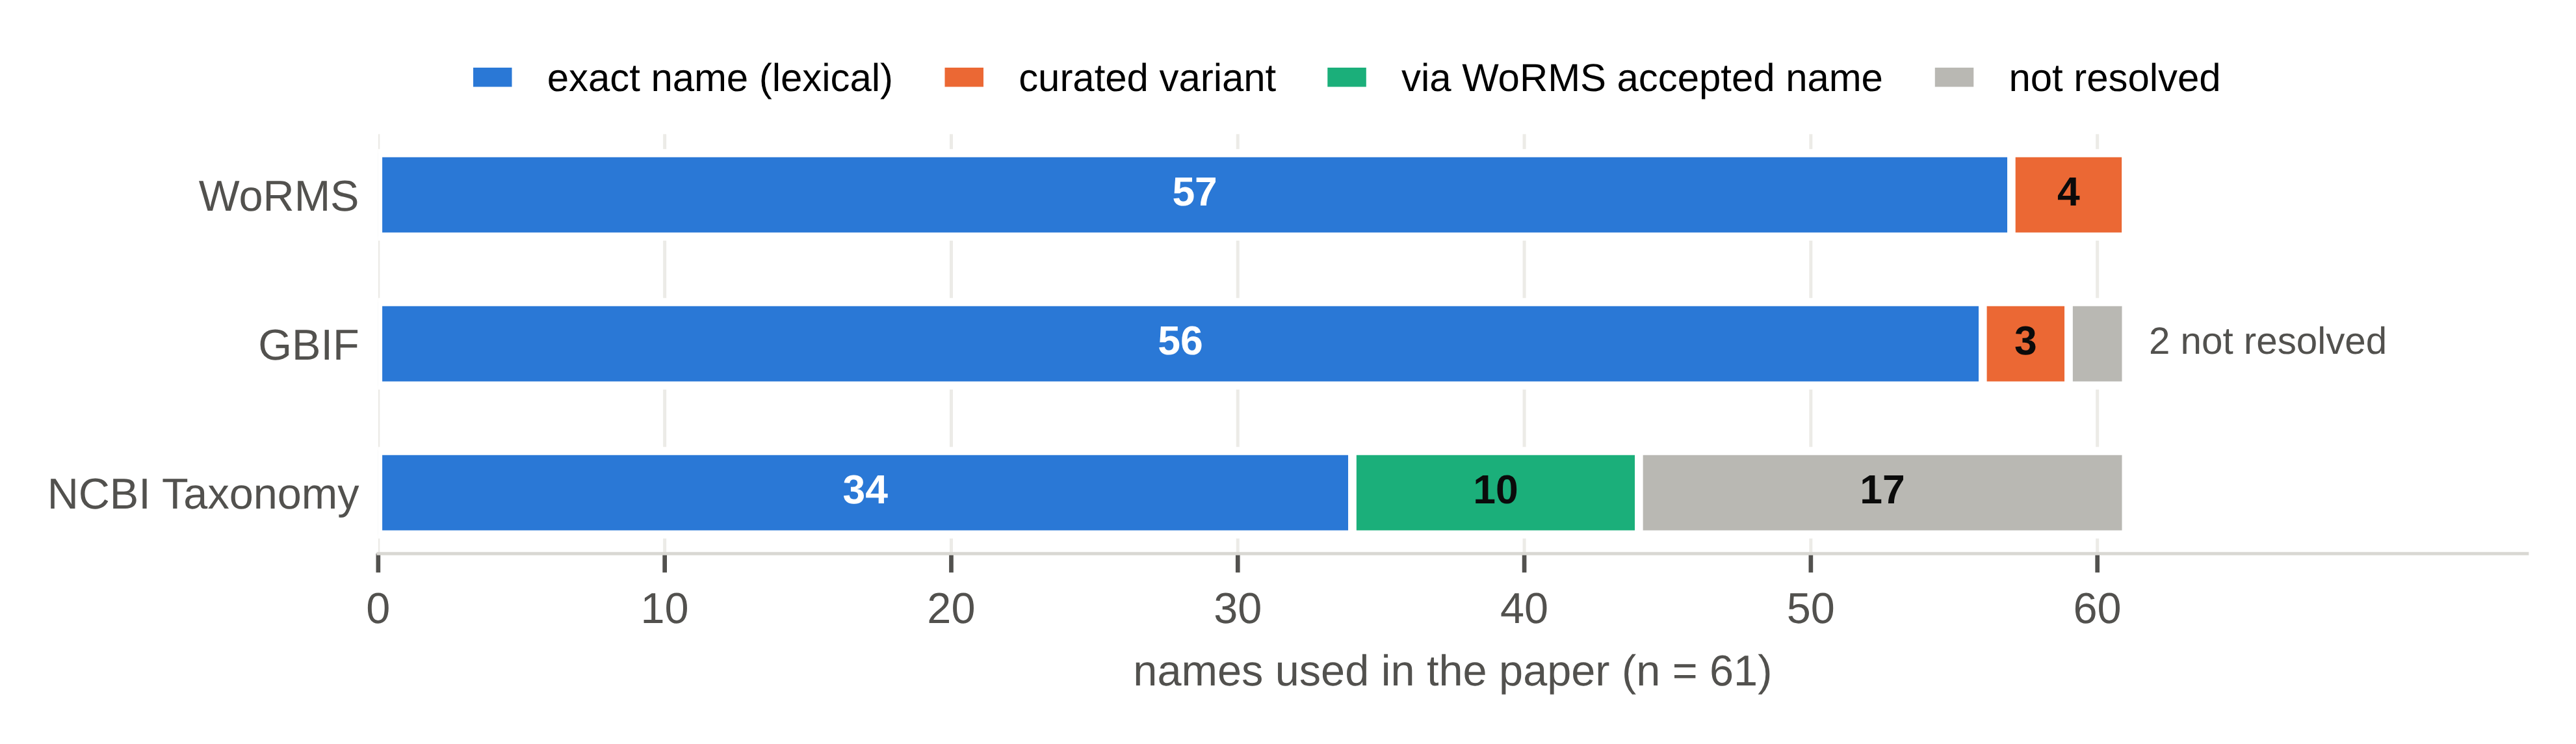 exact name (lexical) curated variant via WoRMS accepted name not resolved
WoRMS 57 4
GBIF 56 3 2 not resolved
NCBI Taxonomy 34 10 17
0 10 20 30 40 50 60
names used in the paper (n = 61)